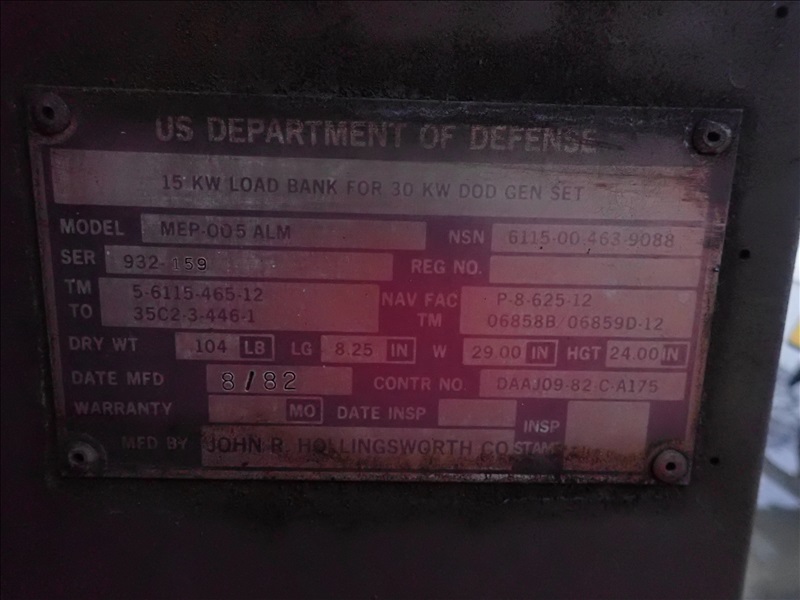 US DEPARTMENT OF DEFENSE
15 KW LOAD BANK FOR 30 KW DOD GEN SET
MODEL MEP-005 ALM NSN 6115-00-463-9088
SER 932-159 REG NO.
TM 5-6115-465-12 NAV FAC P-8-625-12
TO 35C2-3-446-1 TM 06858B/06859D-12
DRY WT 104 LB LG 8.25 IN W 29.00 IN HGT 24.00 IN
DATE MFD 8/82 CONTR NO. DAAJ09-82-C-A175
WARRANTY MO DATE INSP INSP STAMP
MFD BY JOHN R. HOLLINGSWORTH CO.